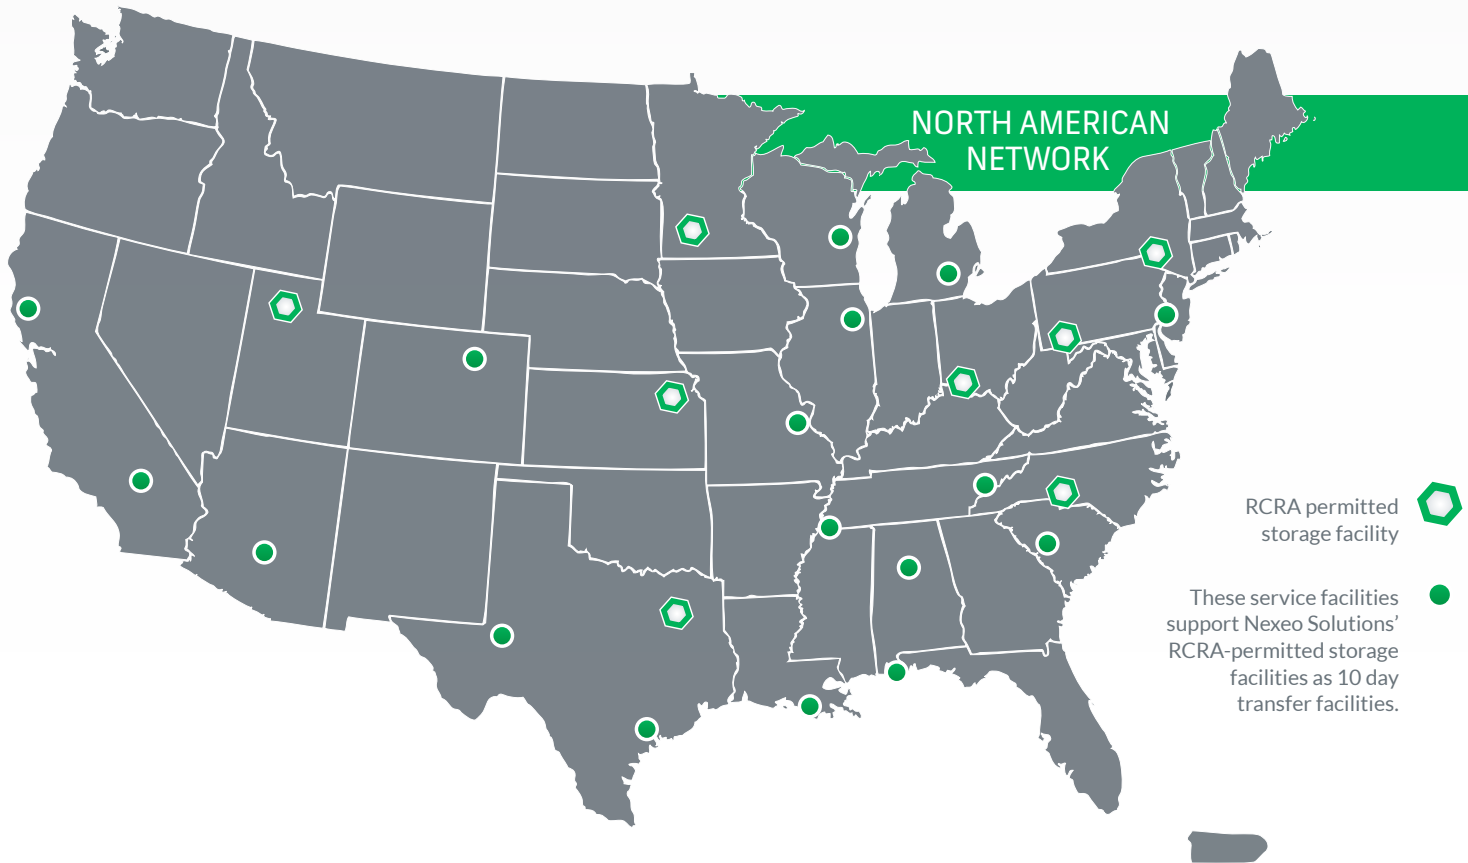 NORTH AMERICAN
NETWORK
RCRA permitted
storage facility
These service facilities
support Nexeo Solutions’
RCRA-permitted storage
facilities as 10 day
transfer facilities.